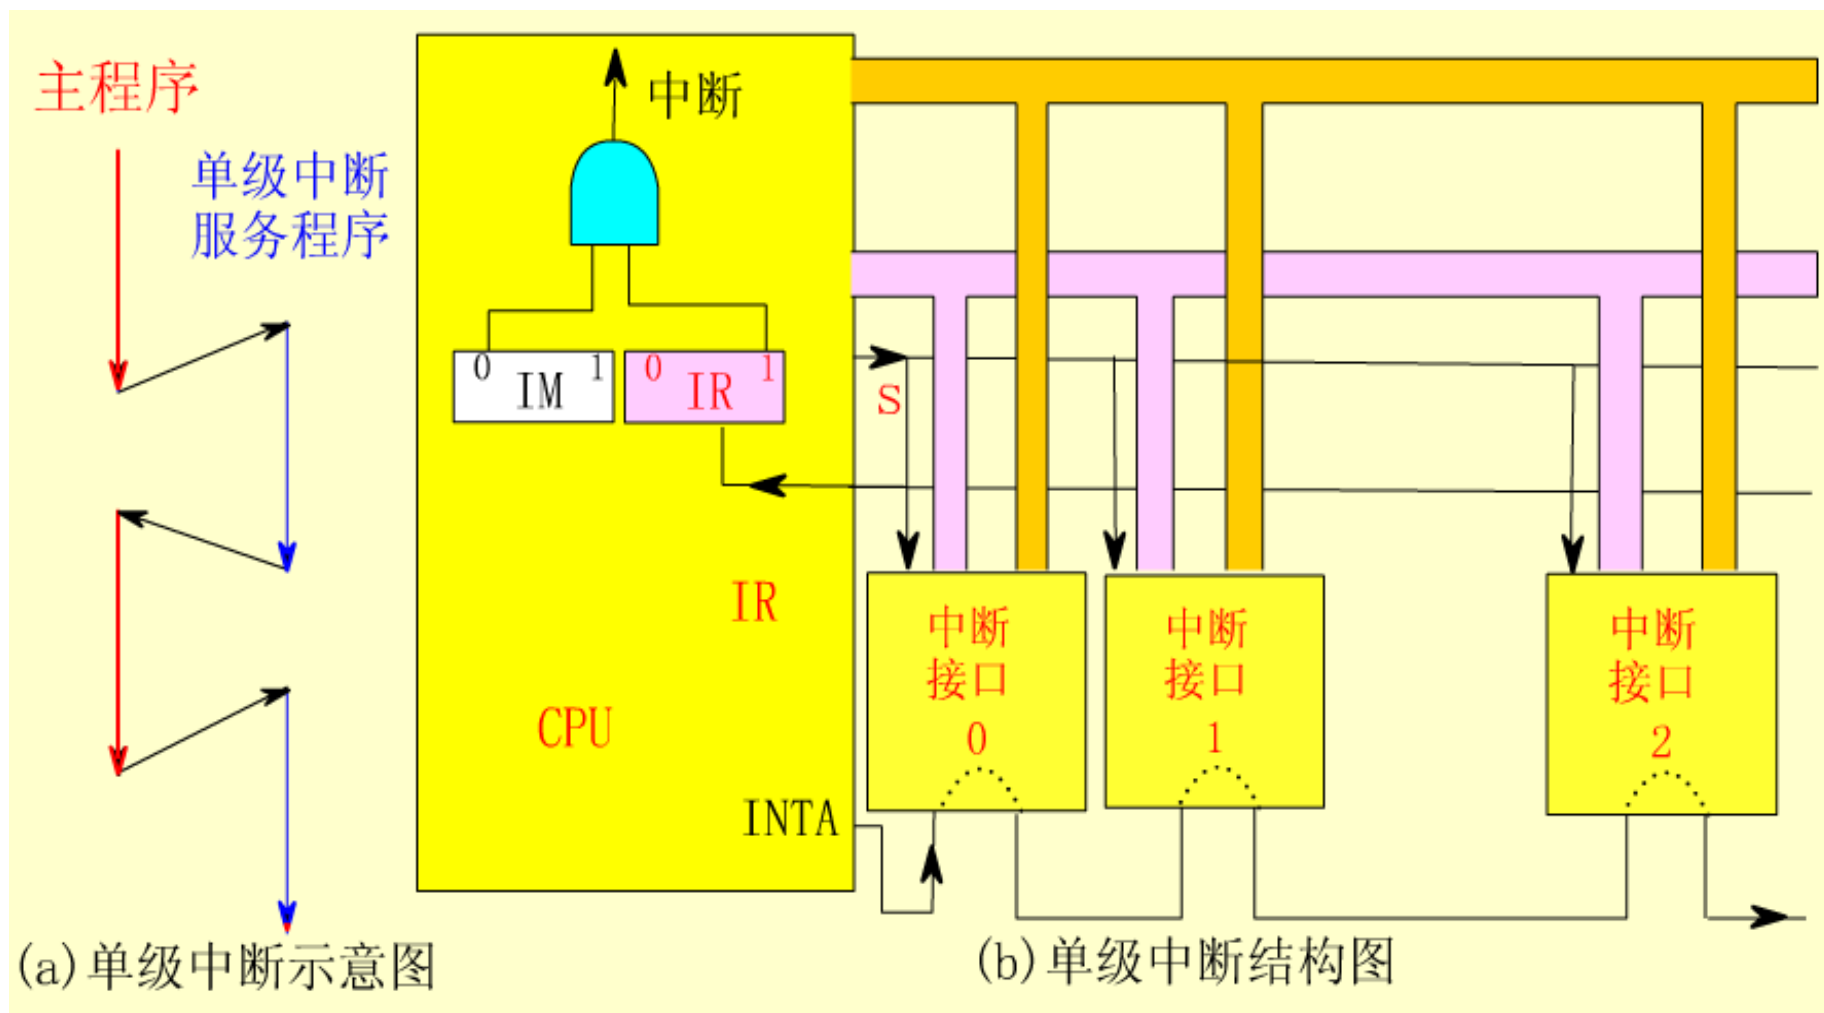 主程序
单级中断
服务程序
中断
0 IM 1
0 IR 1
S
IR
CPU
INTA
中断
接口
0
中断
接口
1
中断
接口
2
(a)单级中断示意图
(b)单级中断结构图